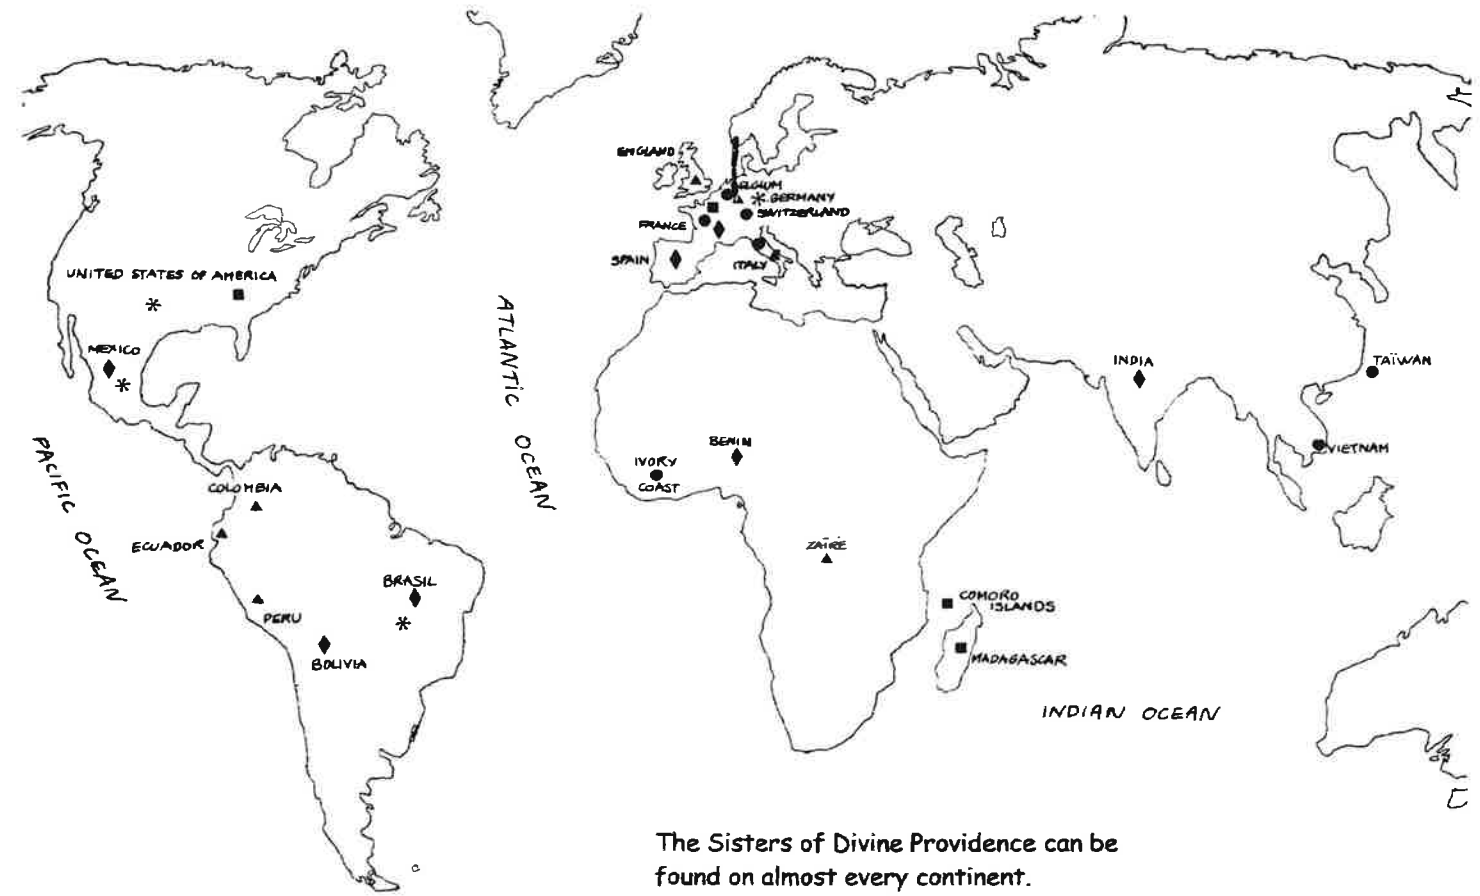 ENGLAND
BELGIUM
GERMANY
SWITZERLAND
FRANCE
SPAIN
ITALY
UNITED STATES OF AMERICA
MEXICO
ATLANTIC OCEAN
PACIFIC OCEAN
INDIA
TAÏWAN
VIETNAM
BENIN
IVORY
COAST
COLOMBIA
ECUADOR
ZAÏRE
BRASIL
PERU
BOLIVIA
COMORO
ISLANDS
MADAGASCAR
INDIAN OCEAN
The Sisters of Divine Providence can be
found on almost every continent.